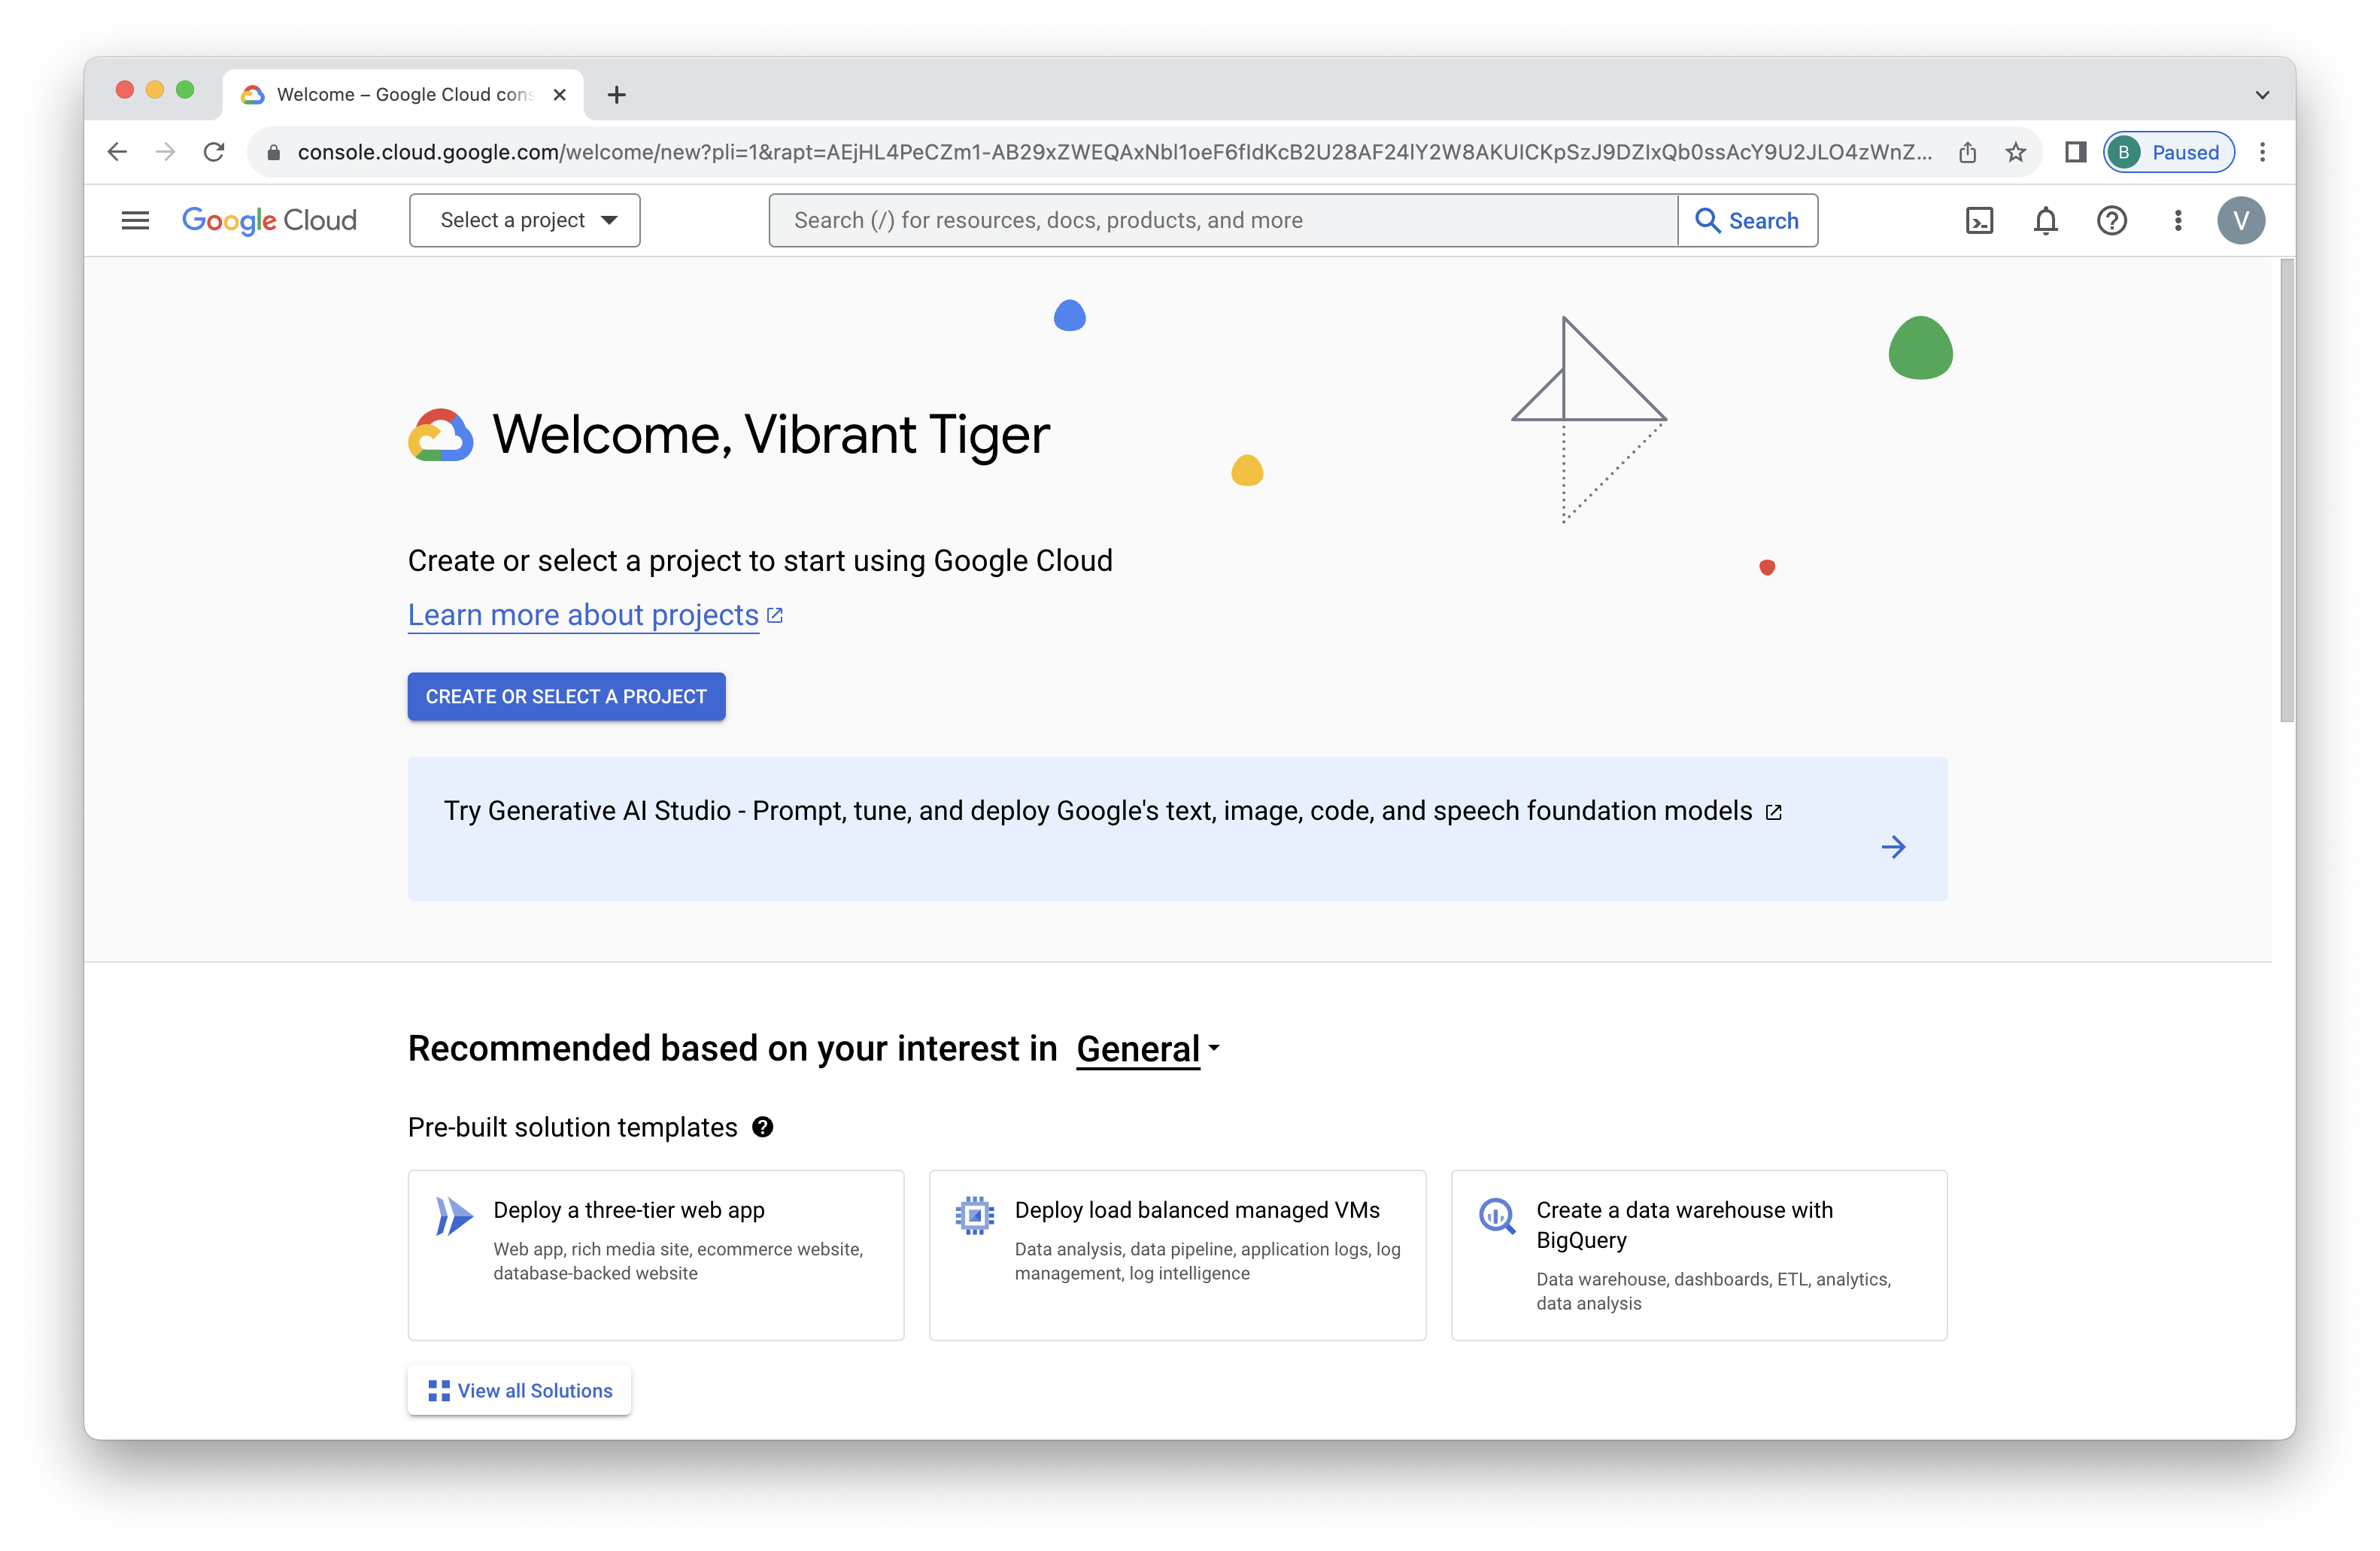 Welcome – Google Cloud cons
console.cloud.google.com/welcome/new?pli=1&rapt=AEjHL4PeCZm1-AB29xZWEQAxNbl1oeF6fIdKcB2U28AF24lY2W8AKUlCKpSzJ9DZIxQb0ssAcY9U2JLO4zWnZ...
B Paused
Google Cloud
Select a project
Search (/) for resources, docs, products, and more
Search
V
Welcome, Vibrant Tiger
Create or select a project to start using Google Cloud
Learn more about projects
CREATE OR SELECT A PROJECT
Try Generative AI Studio - Prompt, tune, and deploy Google's text, image, code, and speech foundation models
Recommended based on your interest in General
Pre-built solution templates
Deploy a three-tier web app
Web app, rich media site, ecommerce website,
database-backed website
Deploy load balanced managed VMs
Data analysis, data pipeline, application logs, log
management, log intelligence
Create a data warehouse with
BigQuery
Data warehouse, dashboards, ETL, analytics,
data analysis
View all Solutions